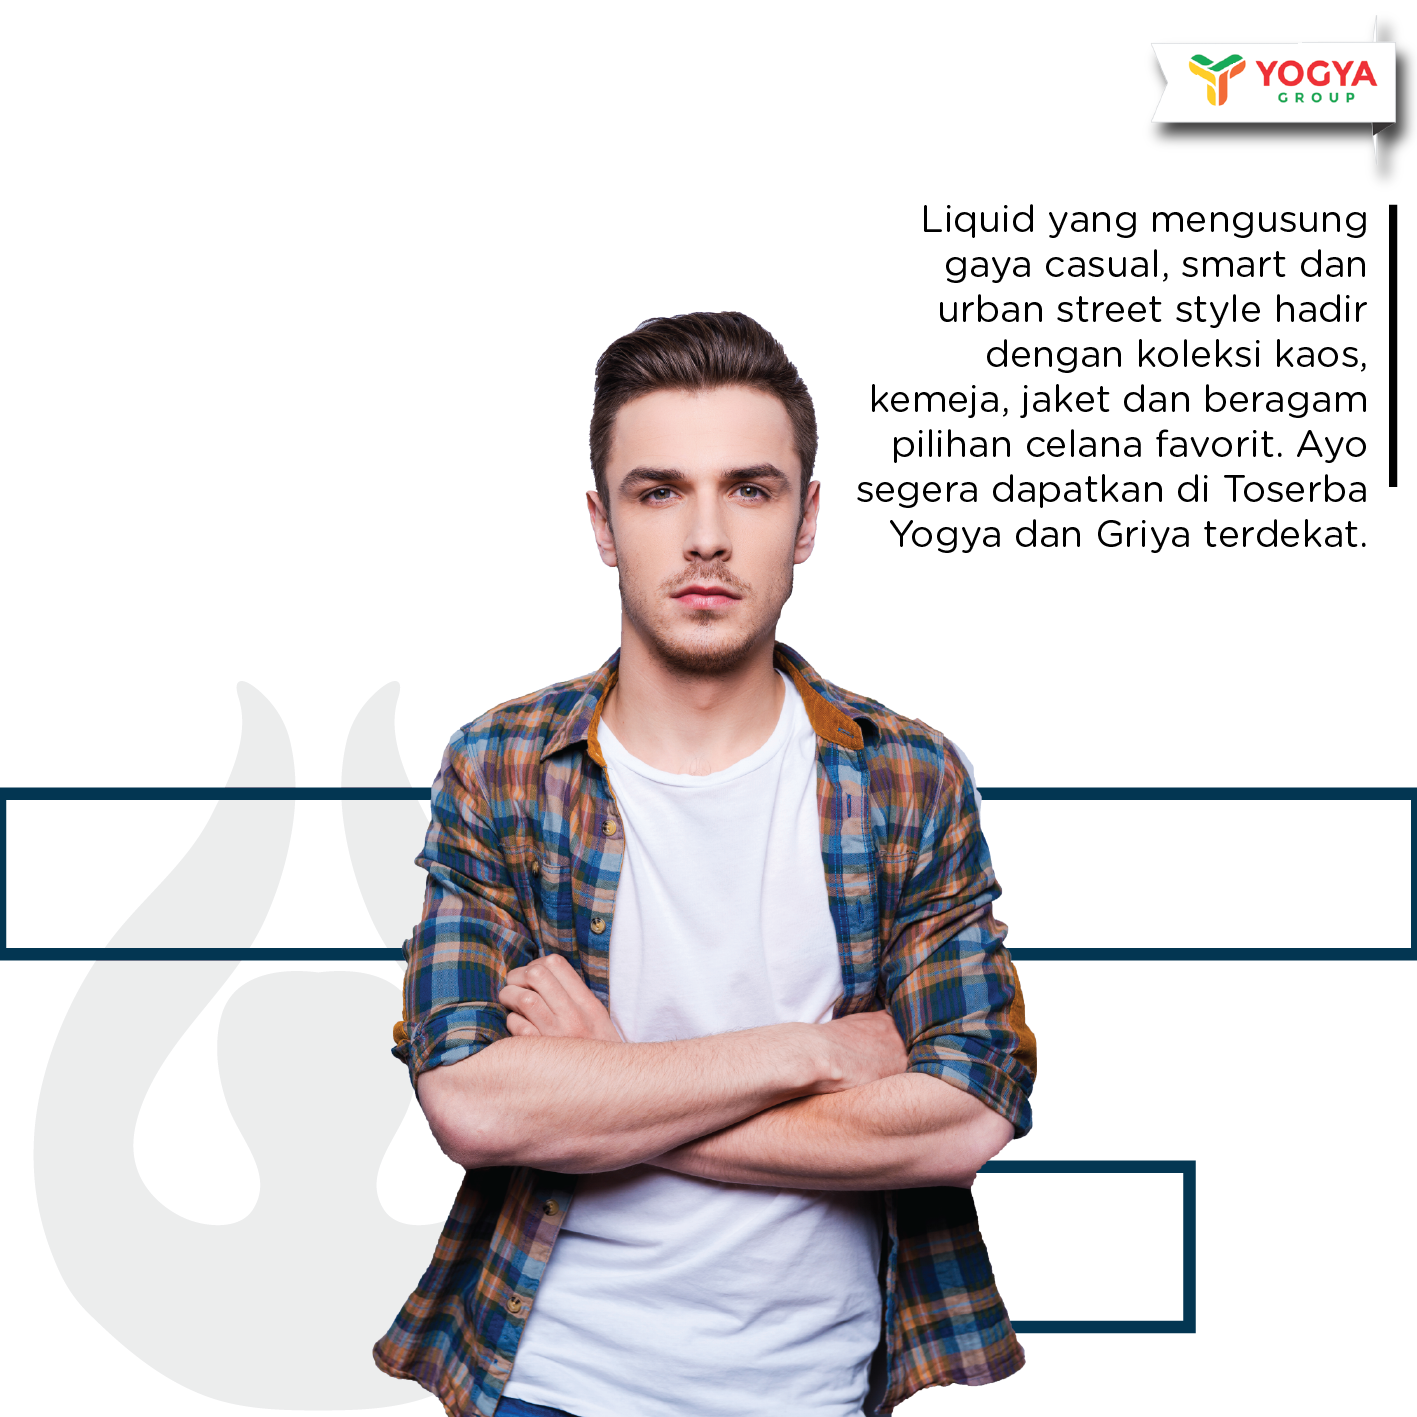 YOGYA
GROUP
Liquid yang mengusung
gaya casual, smart dan
urban street style hadir
dengan koleksi kaos,
kemeja, jaket dan beragam
pilihan celana favorit. Ayo
segera dapatkan di Toserba
Yogya dan Griya terdekat.